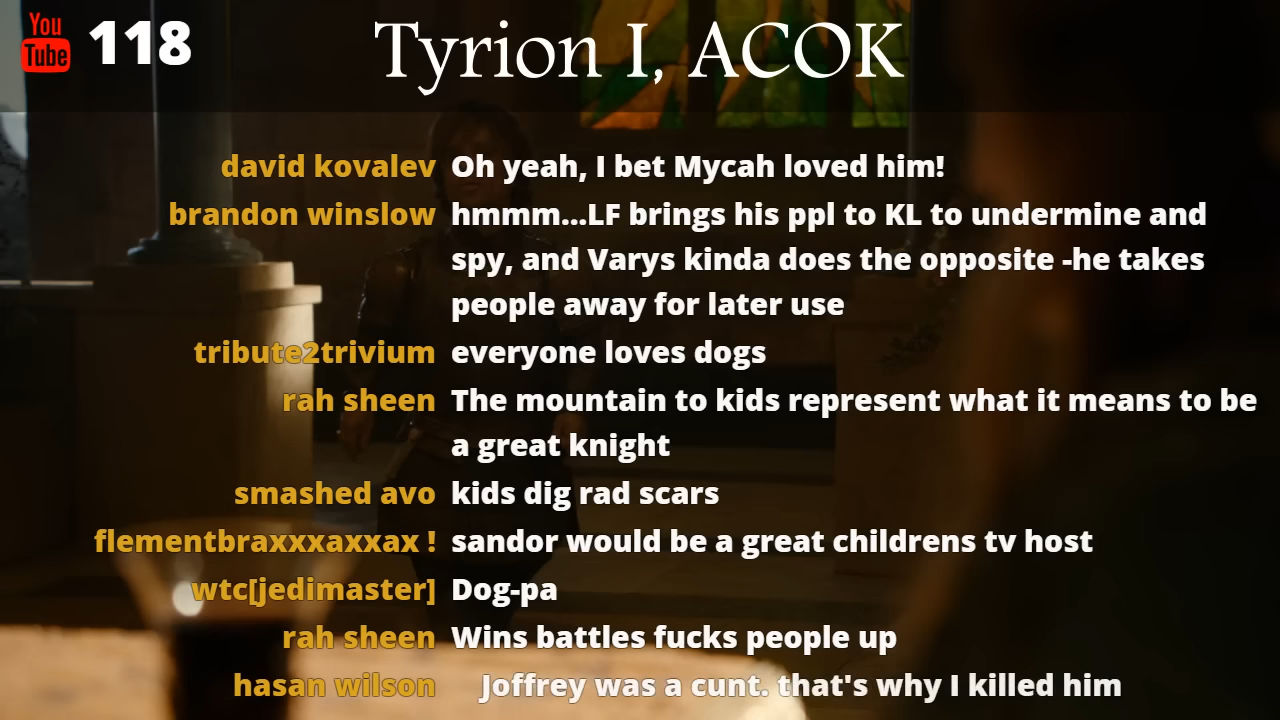 You
Tube
118
Tyrion I, ACOK
david kovalev Oh yeah, I bet Mycah loved him!
brandon winslow hmmm...LF brings his ppl to KL to undermine and
spy, and Varys kinda does the opposite -he takes
people away for later use
tribute2trivium everyone loves dogs
rah sheen The mountain to kids represent what it means to be
a great knight
smashed avo kids dig rad scars
flementbraxxxaxxax ! sandor would be a great childrens tv host
wtc[jedimaster] Dog-pa
rah sheen Wins battles fucks people up
hasan wilson Joffrey was a cunt. that's why I killed him